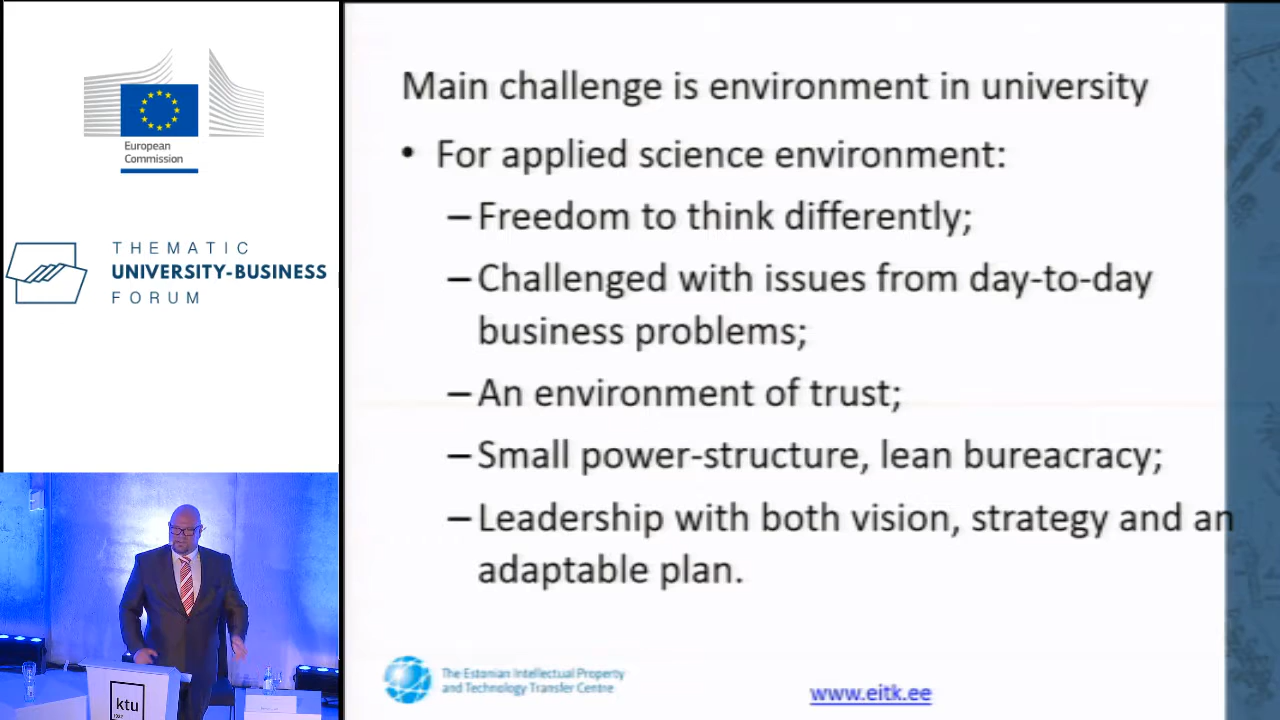 European
Commission
THEMATIC
UNIVERSITY-BUSINESS
FORUM
Main challenge is environment in university
• For applied science environment:
– Freedom to think differently;
– Challenged with issues from day-to-day
business problems;
– An environment of trust;
– Small power-structure, lean bureacracy;
– Leadership with both vision, strategy and an
adaptable plan.
The Estonian Intellectual Property
and Technology Transfer Centre
www.eitk.ee
ktu
1922